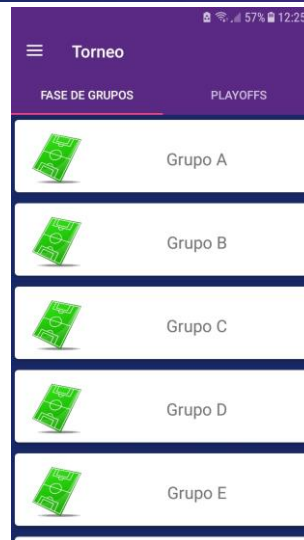 57% 12:25
Torneo
FASE DE GRUPOS PLAYOFFS
Grupo A
Grupo B
Grupo C
Grupo D
Grupo E